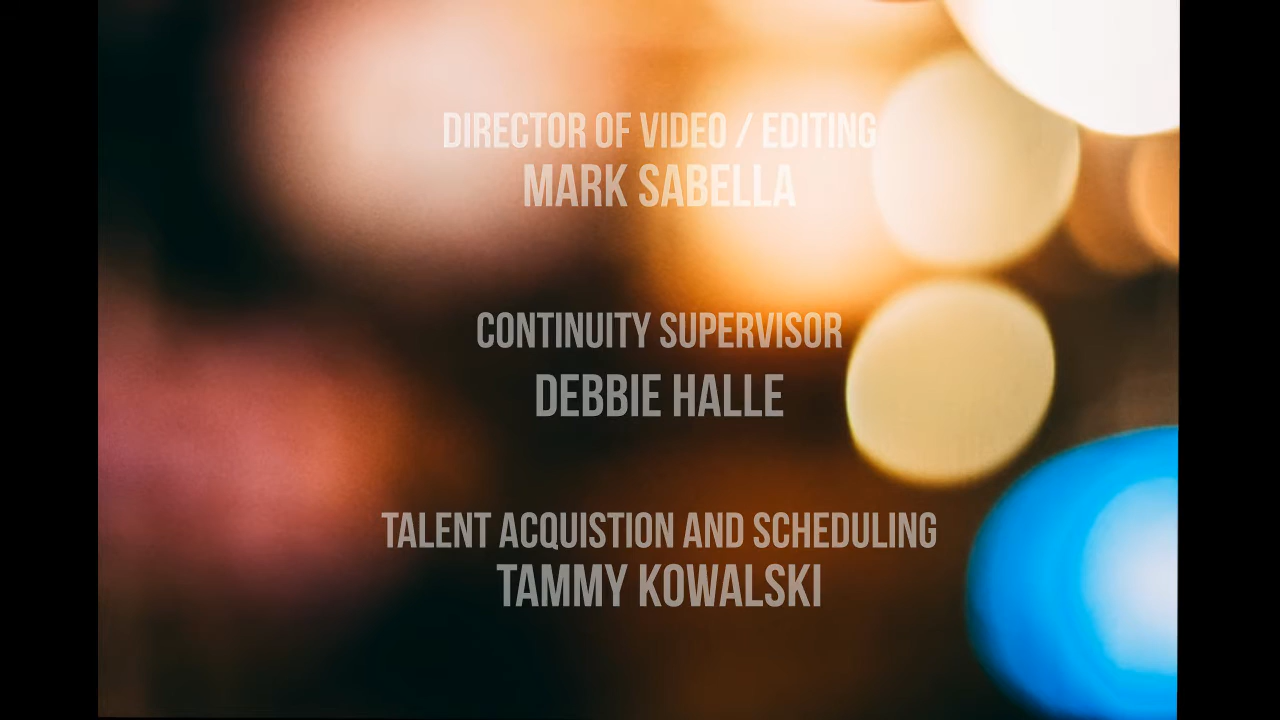 DIRECTOR OF VIDEO / EDITING
MARK SABELLA
CONTINUITY SUPERVISOR
DEBBIE HALLE
TALENT ACQUISTION AND SCHEDULING
TAMMY KOWALSKI